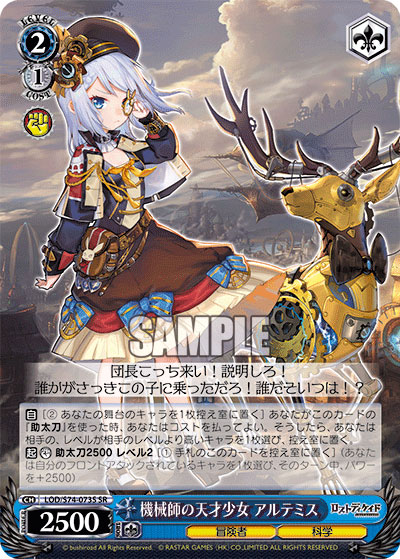 LEVEL
2
1
COST
SAMPLE
団長こっち来い!説明しろ!
誰かがさっきこの子に乗っただろ!誰だそいつは!?
自 [② あなたの舞台のキャラを1枚控え室に置く] あなたがこのカードの
『助太刀』を使った時、あなたはコストを払ってよい。そうしたら、あなたは
相手の、レベルが相手のレベルより高いキャラを1枚選び、控え室に置く。
起 助太刀2500 レベル2 [① 手札のこのカードを控え室に置く] (あなた
は自分のフロントアタックされているキャラを1枚選び、そのターン中、パ
ワーを+2500)
CH LOD/S74-073S SR
2500
POWER
機械師の天才少女 アルテミス
ロストディケイド
冒険者 科学
© bushiroad All Rights Reserved.
© RASTAR GAMES (HK) CO., LIMITED ALL RIGHTS RESERVED.